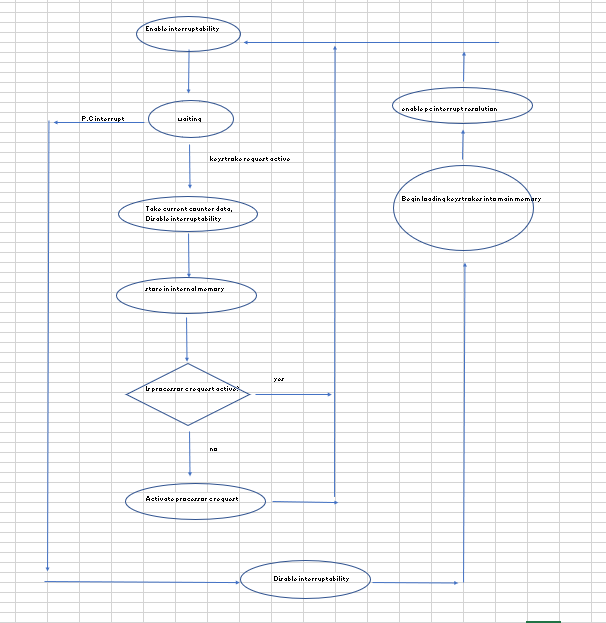 Enable interruptability
waiting
P.C interrupt
enable pc interrupt resolution
keystroke request active
Begin loading keystrokes into main memory
Take current counter data,
Disable interruptability
store in internal memory
Is processor c request active?
yes
no
Activate processor c request
Disable interruptability